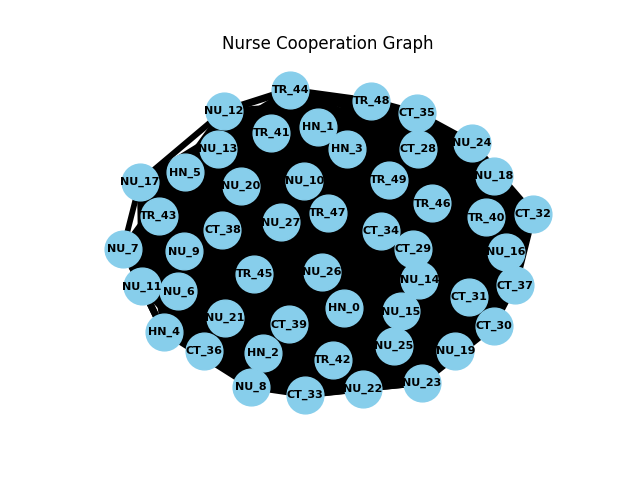 Nurse Cooperation Graph
TR_44
TR_48
NU_12
CT_35
HN_1
TR_41
NU_24
NU_13
HN_3
CT_28
HN_5
NU_18
NU_17
NU_10
TR_49
NU_20
TR_46
TR_47
CT_32
TR_43
TR_40
NU_27
CT_38
CT_34
NU_7
CT_29
NU_9
NU_16
NU_26
TR_45
NU_14
CT_37
NU_11
NU_6
CT_31
HN_0
NU_15
NU_21
CT_39
CT_30
HN_4
NU_25
CT_36
NU_19
HN_2
TR_42
NU_23
NU_8
NU_22
CT_33